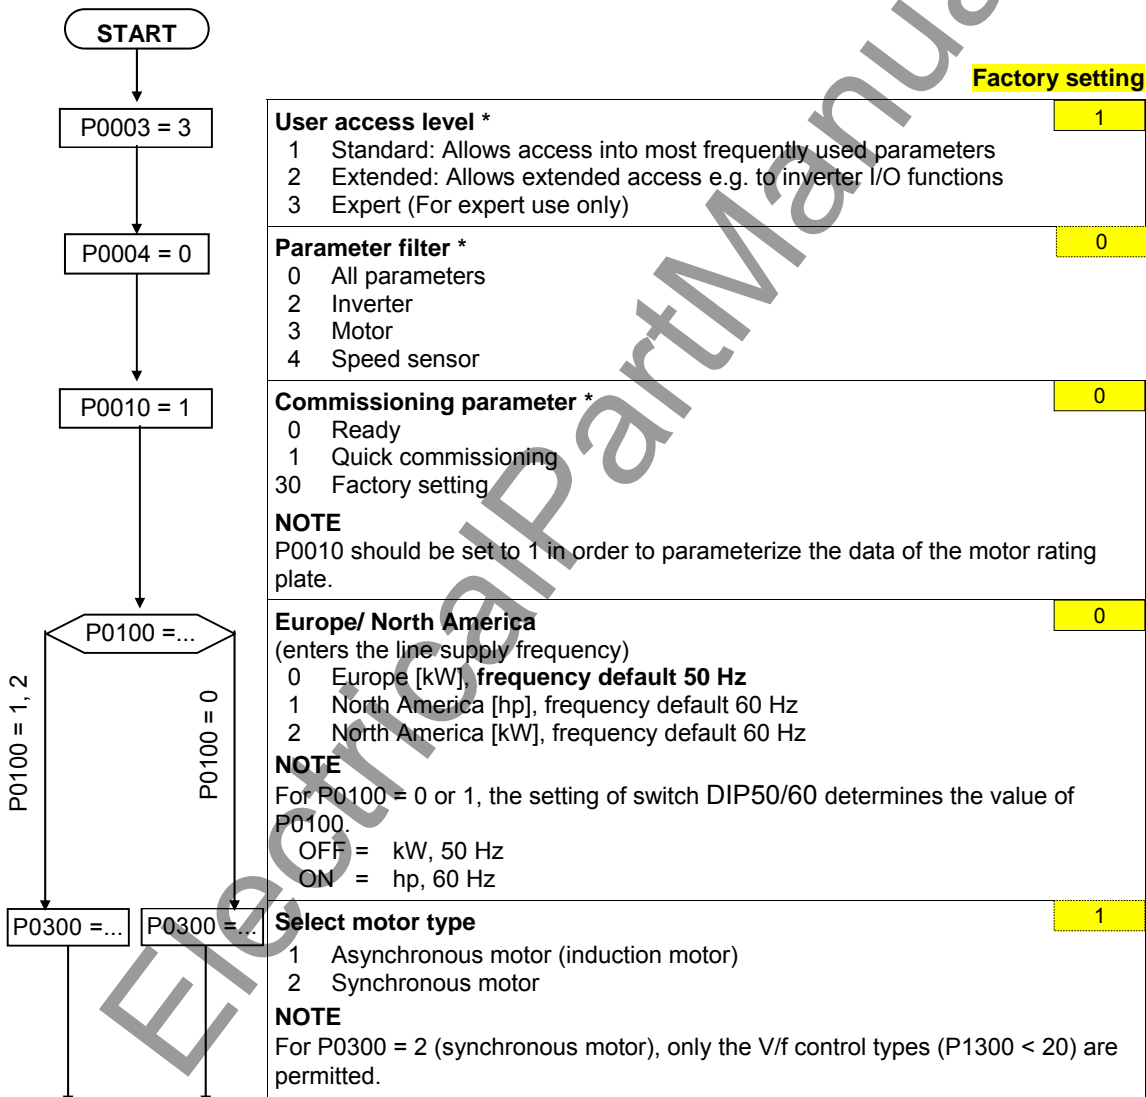 START
Factory setting
P0003 = 3
User access level *
1
1 Standard: Allows access into most frequently used parameters
2 Extended: Allows extended access e.g. to inverter I/O functions
3 Expert (For expert use only)
P0004 = 0
Parameter filter *
0
0 All parameters
2 Inverter
3 Motor
4 Speed sensor
P0010 = 1
Commissioning parameter *
0
0 Ready
1 Quick commissioning
30 Factory setting
NOTE
P0010 should be set to 1 in order to parameterize the data of the motor rating
plate.
P0100 =...
P0100 = 1, 2
P0100 = 0
Europe/ North America
0
(enters the line supply frequency)
0 Europe [kW], frequency default 50 Hz
1 North America [hp], frequency default 60 Hz
2 North America [kW], frequency default 60 Hz
NOTE
For P0100 = 0 or 1, the setting of switch DIP50/60 determines the value of
P0100.
OFF = kW, 50 Hz
ON = hp, 60 Hz
P0300 =...
P0300 =...
Select motor type
1
1 Asynchronous motor (induction motor)
2 Synchronous motor
NOTE
For P0300 = 2 (synchronous motor), only the V/f control types (P1300 < 20) are
permitted.
ElectricalPartManua